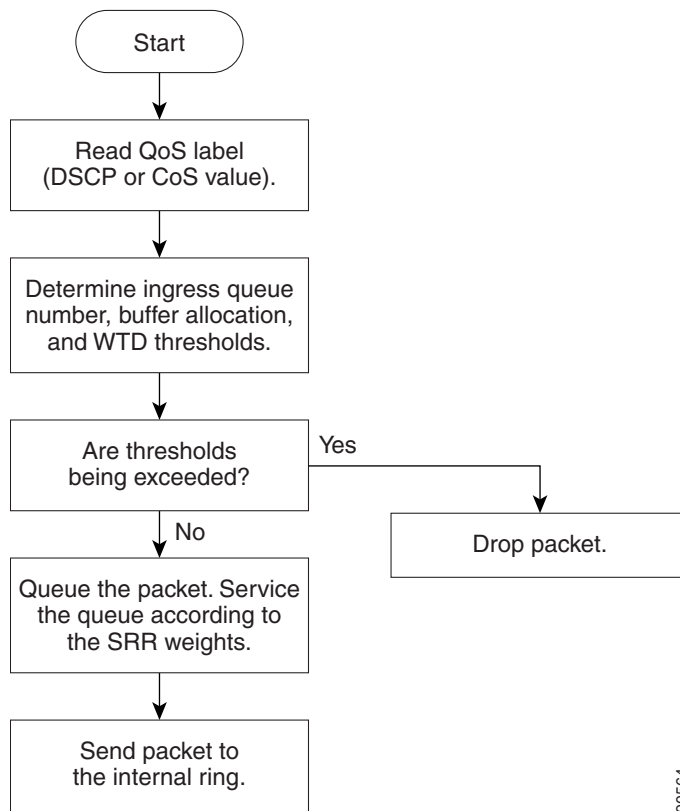 Start
Read QoS label
(DSCP or CoS value).
Determine ingress queue
number, buffer allocation,
and WTD thresholds.
Are thresholds
being exceeded?
Yes
No
Drop packet.
Queue the packet. Service
the queue according to
the SRR weights.
Send packet to
the internal ring.